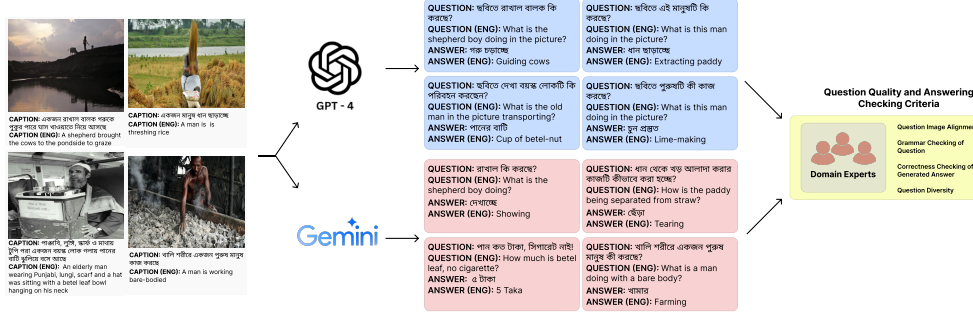 CAPTION: একজন রাখাল বালক গরুকে
পুকুর পারে ঘাস খাওয়াতে নিয়ে আসছে
CAPTION (ENG): A shepherd brought
the cows to the pondside to graze
CAPTION: একজন মানুষ ধান ছাড়াচ্ছে
CAPTION (ENG): A man is is
threshing rice
CAPTION: পাঞ্জাবি, লুঙ্গি, স্কার্ফ ও মাথায়
টুপি পরা একজন বয়স্ক লোক গলায় পানের
বাটি ঝুলিয়ে বসে আছে
CAPTION (ENG): An elderly man
wearing Punjabi, lungi, scarf and a hat
was sitting with a betel leaf bowl
hanging on his neck
CAPTION: খালি শরীরে একজন পুরুষ মানুষ
কাজ করছে
CAPTION (ENG): A man is working
bare-bodied
GPT - 4
Gemini
QUESTION: ছবিতে রাখাল বালক কি
করছে?
QUESTION (ENG): What is the
shepherd boy doing in the picture?
ANSWER: গরু চড়াচ্ছে
ANSWER (ENG): Guiding cows
QUESTION: ছবিতে এই মানুষটি কি
করছে?
QUESTION (ENG): What is this man
doing in the picture?
ANSWER: ধান ছাড়াচ্ছে
ANSWER (ENG): Extracting paddy
QUESTION: ছবিতে দেখা বয়স্ক লোকটি কি
পরিবহন করছেন?
QUESTION (ENG): What is the old
man in the picture transporting?
ANSWER: পানের বাটি
ANSWER (ENG): Cup of betel-nut
QUESTION: ছবিতে পুরুষটি কী কাজ
করছে?
QUESTION (ENG): What is this man
doing in the picture?
ANSWER: চুন প্রস্তুত
ANSWER (ENG): Lime-making
QUESTION: রাখাল কি করছে?
QUESTION (ENG): What is the
shepherd boy doing?
ANSWER: দেখাচ্ছে
ANSWER (ENG): Showing
QUESTION: ধান থেকে খড় আলাদা করার
কাজটি কীভাবে করা হচ্ছে?
QUESTION (ENG): How is the paddy
being separated from straw?
ANSWER: ছেঁড়া
ANSWER (ENG): Tearing
QUESTION: পান কত টাকা, সিগারেট নাই!
QUESTION (ENG): How much is betel
leaf, no cigarette?
ANSWER: ৫ টাকা
ANSWER (ENG): 5 Taka
QUESTION: খালি শরীরে একজন পুরুষ
মানুষ কী করছে?
QUESTION (ENG): What is a man
doing with a bare body?
ANSWER: খামার
ANSWER (ENG): Farming
Question Quality and Answering
Checking Criteria
Domain Experts
Question Image Alignme
Grammar Checking of
Question
Correctness Checking of
Generated Answer
Question Diversity